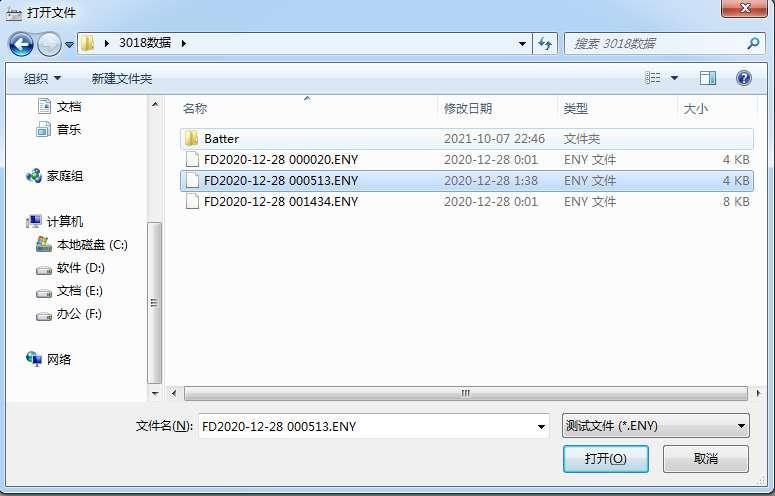 打开文件
3018数据
搜索 3018数据
组织 新建文件夹
名称 修改日期 类型 大小
文档
音乐
家庭组
计算机
本地磁盘 (C:)
软件 (D:)
文档 (E:)
办公 (F:)
网络
Batter 2021-10-07 22:46 文件夹
FD2020-12-28 000020.ENY 2020-12-28 0:01 ENY 文件 4 KB
FD2020-12-28 000513.ENY 2020-12-28 1:38 ENY 文件 4 KB
FD2020-12-28 001434.ENY 2020-12-28 0:01 ENY 文件 8 KB
文件名(N): FD2020-12-28 000513.ENY 测试文件 (*.ENY)
打开(O) 取消